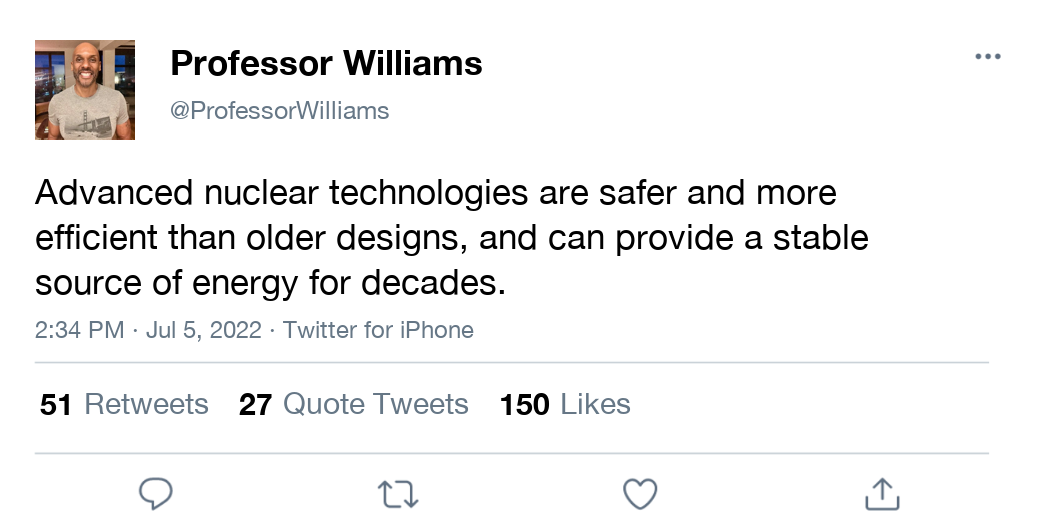 Professor Williams
@ProfessorWilliams
Advanced nuclear technologies are safer and more
efficient than older designs, and can provide a stable
source of energy for decades.
2:34 PM · Jul 5, 2022 · Twitter for iPhone
51 Retweets 27 Quote Tweets 150 Likes